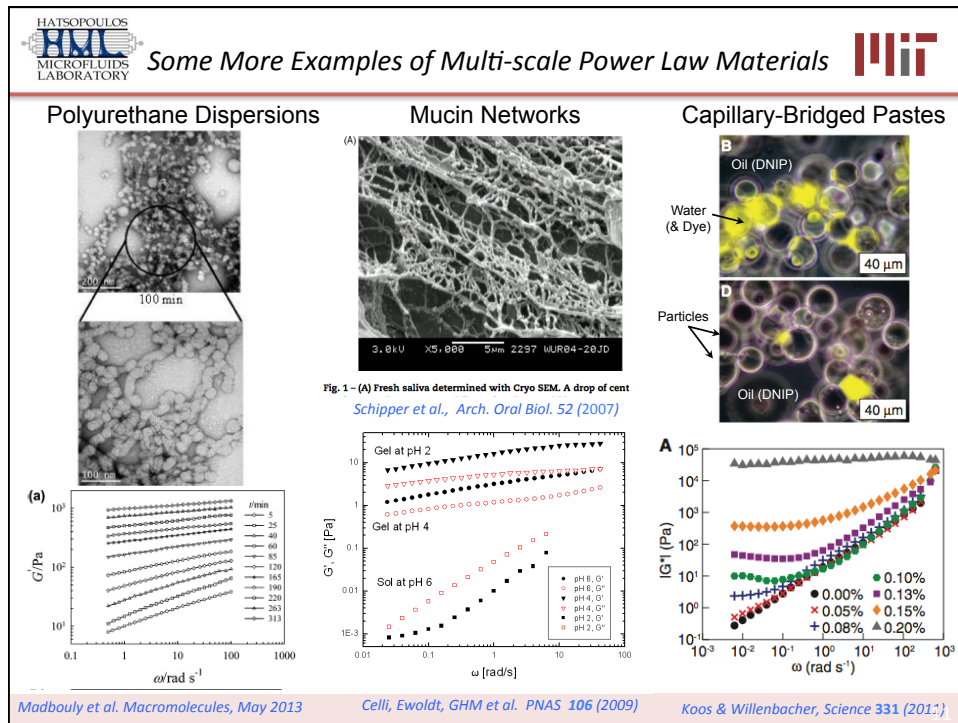 HATSOPOULOS
HML
MICROFLUIDS
LABORATORY
Some More Examples of Multi-scale Power Law Materials
MIT
Polyurethane Dispersions
200 nm
100 min
100 nm
(a)
G'/Pa
10³
10²
10¹
0.1
1
10
100
1000
ω/rad s⁻¹
t/min
5
25
40
60
85
120
165
190
220
263
313
Madbouly et al. Macromolecules, May 2013
Mucin Networks
(A)
3.0kV X5,000 5μm 2297 WUR04-20JD
Fig. 1 – (A) Fresh saliva determined with Cryo SEM. A drop of cent
Schipper et al., Arch. Oral Biol. 52 (2007)
G', G'' [Pa]
100
10
1
0.1
0.01
1E-3
Gel at pH 2
Gel at pH 4
Sol at pH 6
pH 6, G'
pH 6, G''
pH 4, G'
pH 4, G''
pH 2, G'
pH 2, G''
0.1
1
10
100
ω [rad/s]
Celli, Ewoldt, GHM et al. PNAS 106 (2009)
Capillary-Bridged Pastes
B
Oil (DNIP)
Water
(& Dye)
40 μm
D
Particles
Oil (DNIP)
40 μm
A
|G*| (Pa)
10⁵
10⁴
10³
10²
10¹
10⁰
10⁻¹
0.10%
0.00%
0.13%
0.05%
0.15%
0.08%
0.20%
10⁻³
10⁻²
10⁻¹
10⁰
10¹
10²
10³
ω (rad s⁻¹)
Koos & Willenbacher, Science 331 (2011)